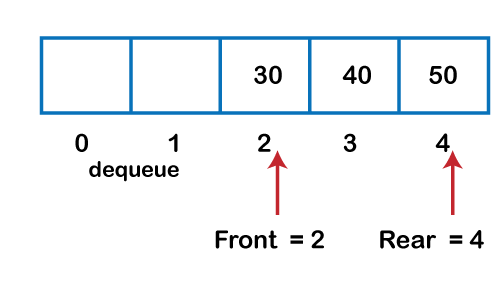 30 40 50
0 1 2 3 4
dequeue
Front = 2 Rear = 4